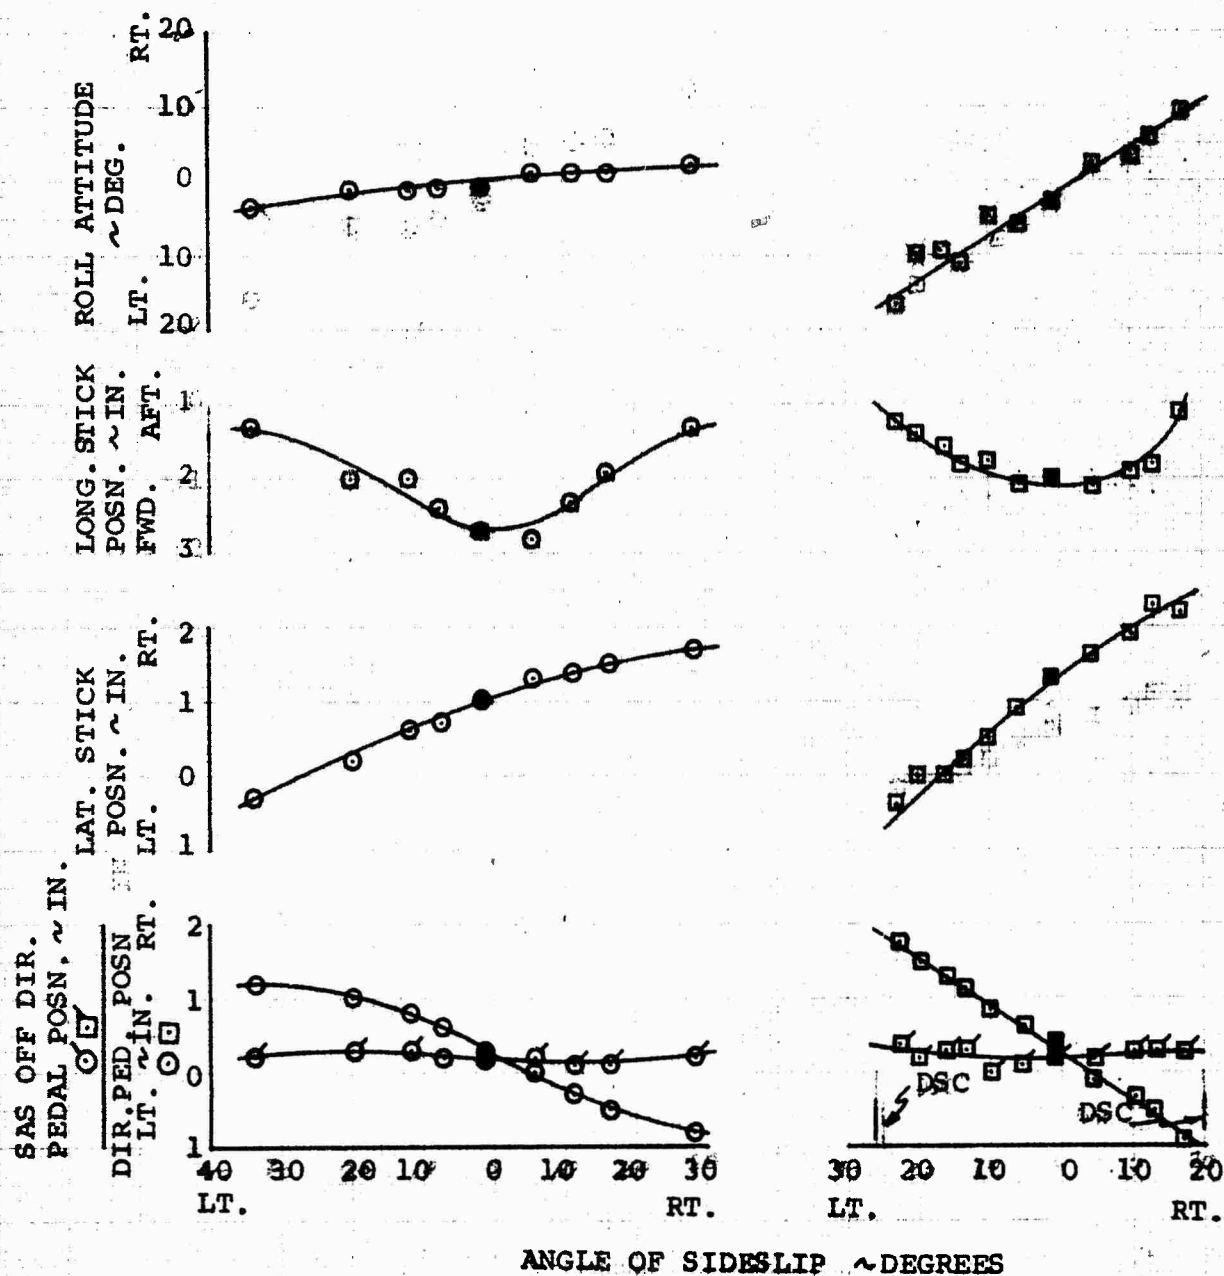 ROLL ATTITUDE
~DEG.
LT. RT.
20
10
0
10
20
LONG. STICK
POSN. ~IN.
FWD. AFT.
1
2
3
LAT. STICK
POSN. ~ IN.
LT. RT.
2
1
0
1
SAS OFF DIR.
PEDAL POSN. ~ IN.
DIR. PED. POSN
LT. ~IN. RT.
2
1
0
1
DSC
DSC
40 30 20 10 0 10 20 30
LT. RT.
30 20 10 0 10 20
LT. RT.
ANGLE OF SIDESLIP ~DEGREES